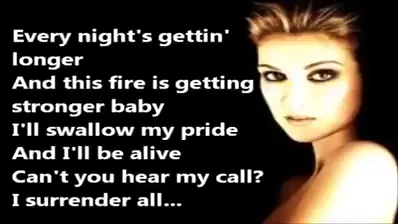 Every night's gettin'
longer
And this fire is getting
stronger baby
I'll swallow my pride
And I'll be alive
Can't you hear my call?
I surrender all...